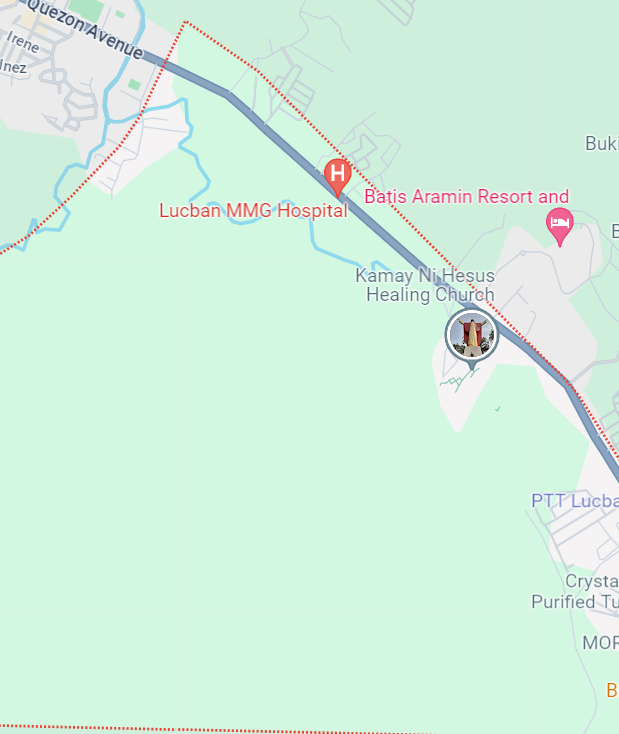 Quezon Avenue
Irene
Inez
Buki
H
Lucban MMG Hospital
Batis Aramin Resort and
B
Kamay Ni Hesus
Healing Church
PTT Lucba
Crysta
Purified Tu
MOR
B